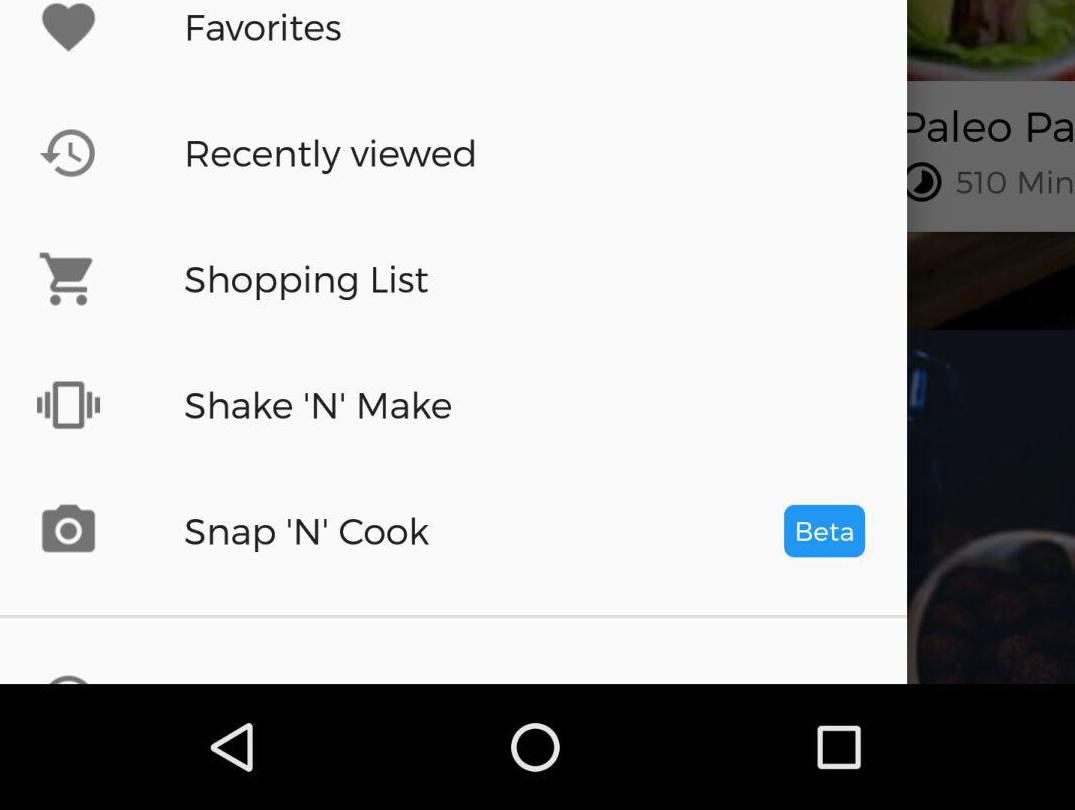 Favorites
Recently viewed
Shopping List
Shake 'N' Make
Snap 'N' Cook
Beta
Paleo Pa
510 Min